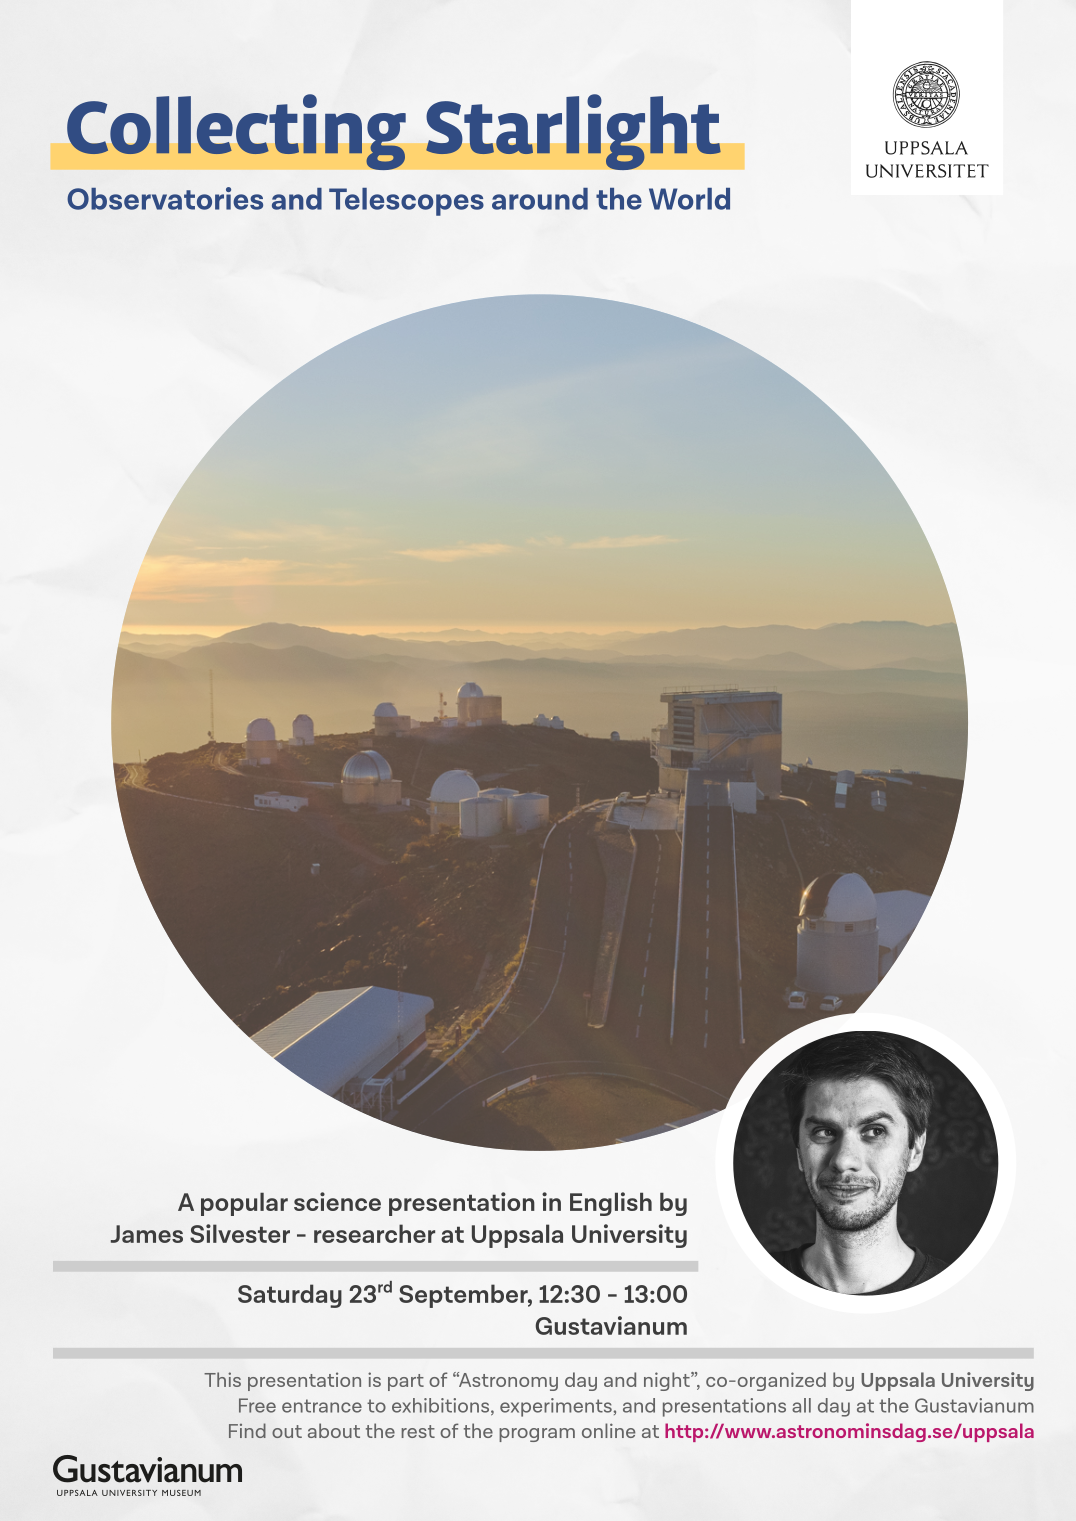 Collecting Starlight
Observatories and Telescopes around the World
VERITAS
UPPSALA
UNIVERSITET
A popular science presentation in English by
James Silvester - researcher at Uppsala University
Saturday 23rd September, 12:30 - 13:00
Gustavianum
This presentation is part of “Astronomy day and night”, co-organized by Uppsala University
Free entrance to exhibitions, experiments, and presentations all day at the Gustavianum
Find out about the rest of the program online at http://www.astronominsdag.se/uppsala
Gustavianum
UPPSALA UNIVERSITY MUSEUM